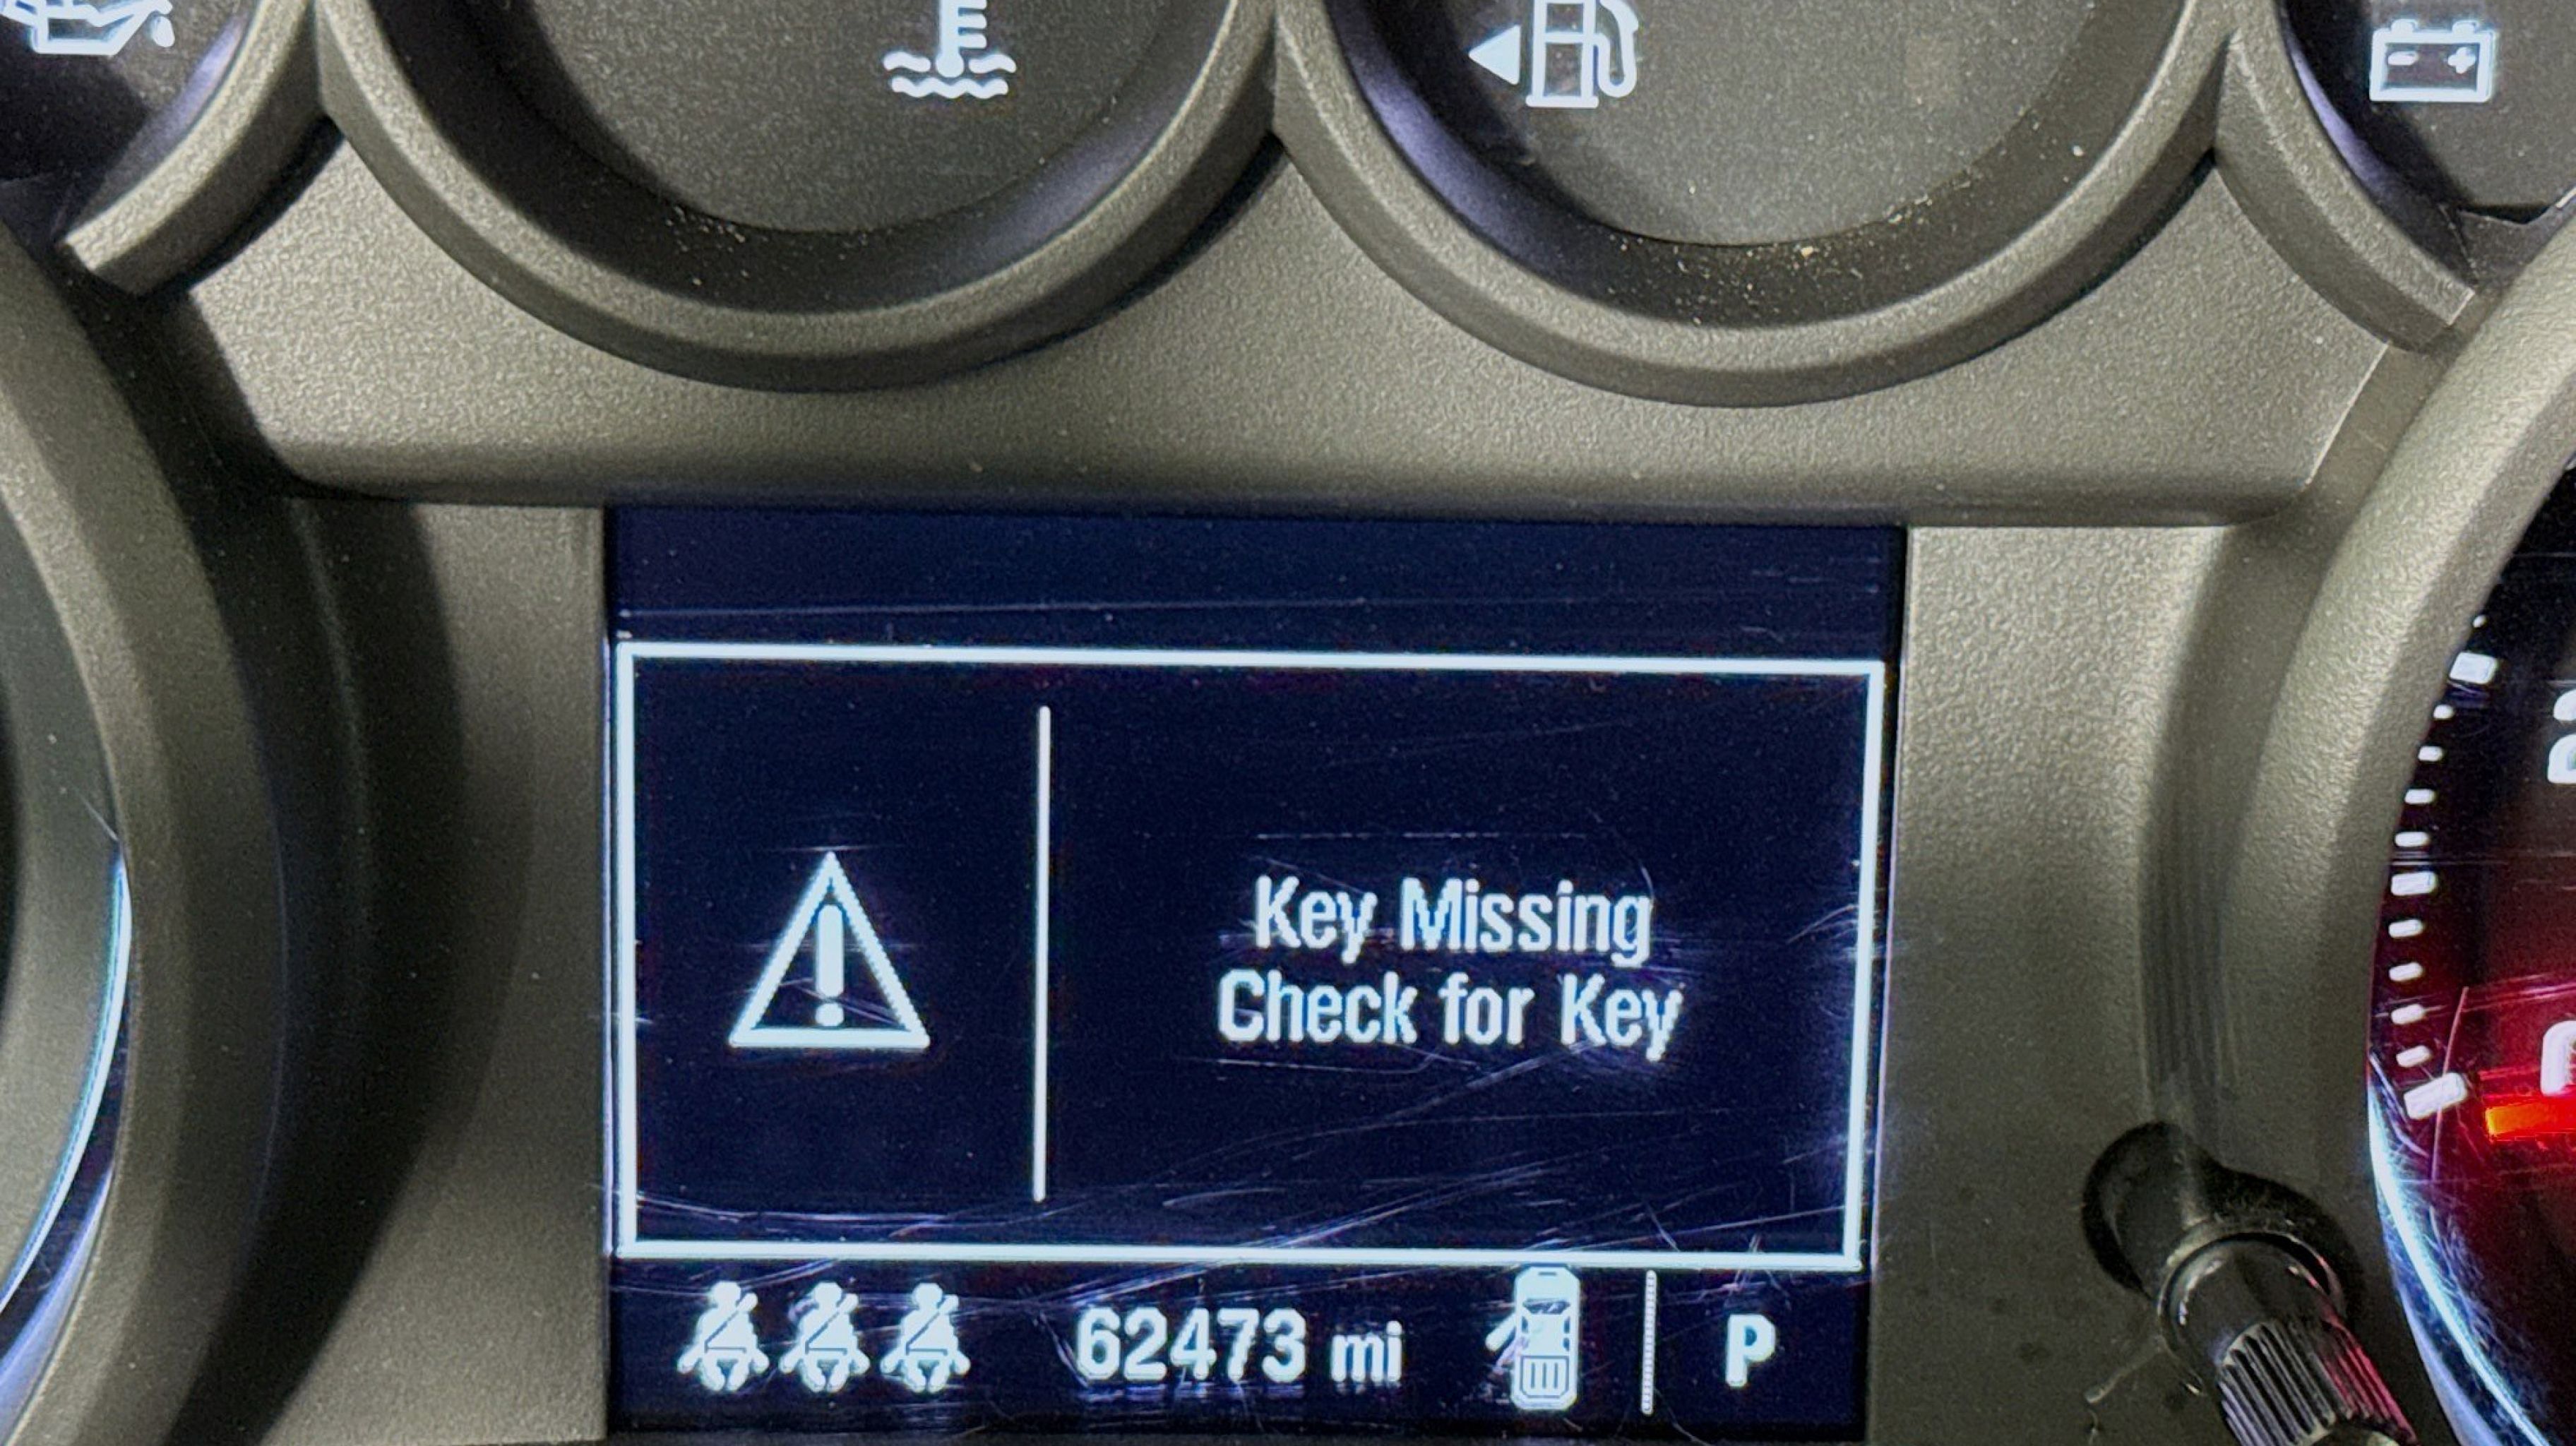 Key Missing
Check for Key
62473 mi
P